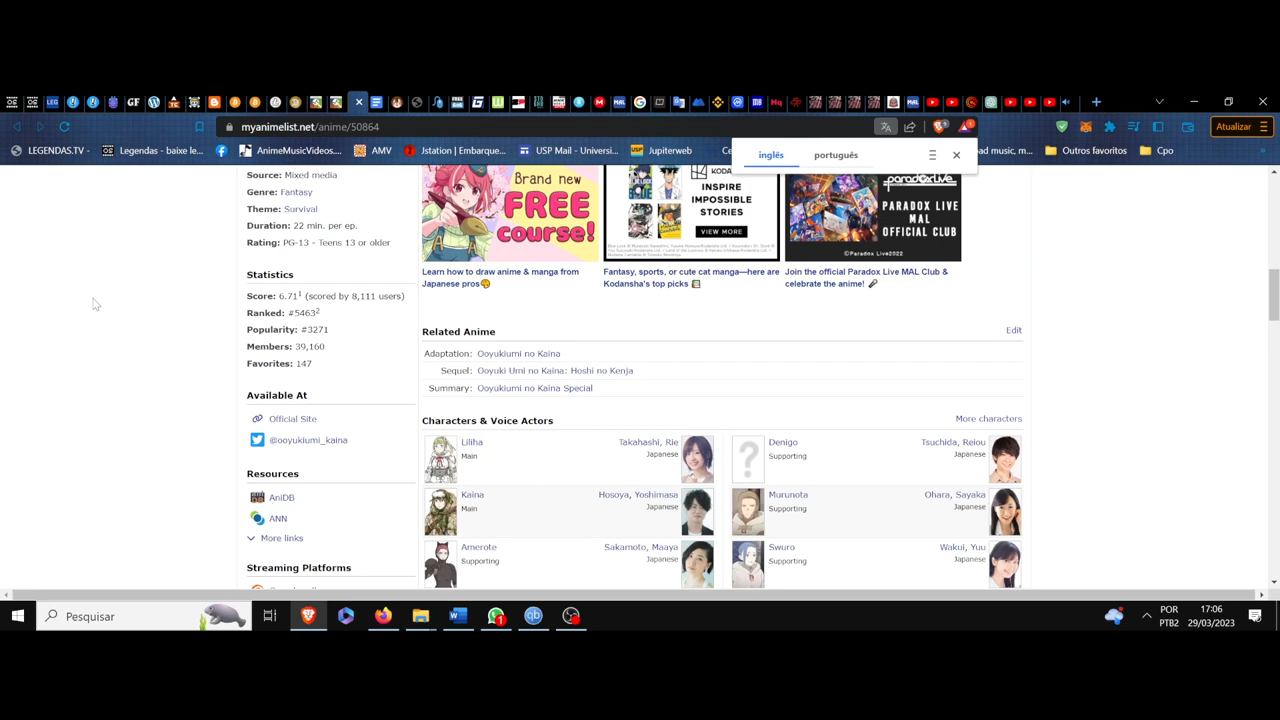 myanimelist.net/anime/50864
Atualizar
LEGENDAS.TV -
Legendas - baixe le...
AnimeMusicVideos....
AMV
Jstation | Embarque...
USP Mail - Universi...
Jupiterweb
Ce
ad music, m...
Outros favoritos
Cpo
inglês
português
Source: Mixed media
Genre: Fantasy
Theme: Survival
Duration: 22 min. per ep.
Rating: PG-13 - Teens 13 or older
Statistics
Score: 6.71¹ (scored by 8,111 users)
Ranked: #5463²
Popularity: #3271
Members: 39,160
Favorites: 147
Available At
Official Site
@ooyukiumi_kaina
Resources
AniDB
ANN
More links
Streaming Platforms
Brand new
FREE
course!
Learn how to draw anime & manga from
Japanese pros
KODA
INSPIRE
IMPOSSIBLE
STORIES
VIEW MORE
Fantasy, sports, or cute cat manga—here are
Kodansha's top picks
paradoxLive
PARADOX LIVE
MAL
OFFICIAL CLUB
©Paradox Live2022
Join the official Paradox Live MAL Club &
celebrate the anime!
Related Anime
Edit
Adaptation: Ooyukiumi no Kaina
Sequel: Ooyuki Umi no Kaina: Hoshi no Kenja
Summary: Ooyukiumi no Kaina Special
Characters & Voice Actors
More characters
Liliha
Main
Takahashi, Rie
Japanese
Denigo
Supporting
Tsuchida, Reiou
Japanese
Kaina
Main
Hosoya, Yoshimasa
Japanese
Murunota
Supporting
Ohara, Sayaka
Japanese
Amerote
Supporting
Sakamoto, Maaya
Japanese
Swuro
Supporting
Wakui, Yuu
Japanese
Pesquisar
POR
PTB2
17:06
29/03/2023